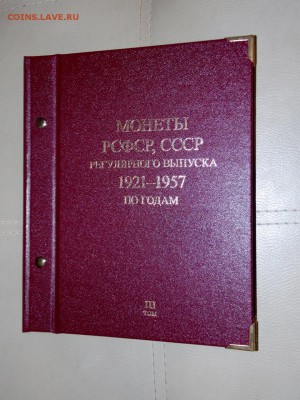 COINS.LAVE.RU
МОНЕТЫ
РСФСР, СССР
РЕГУЛЯРНОГО ВЫПУСКА
1921–1957
ПО ГОДАМ
III
ТОМ